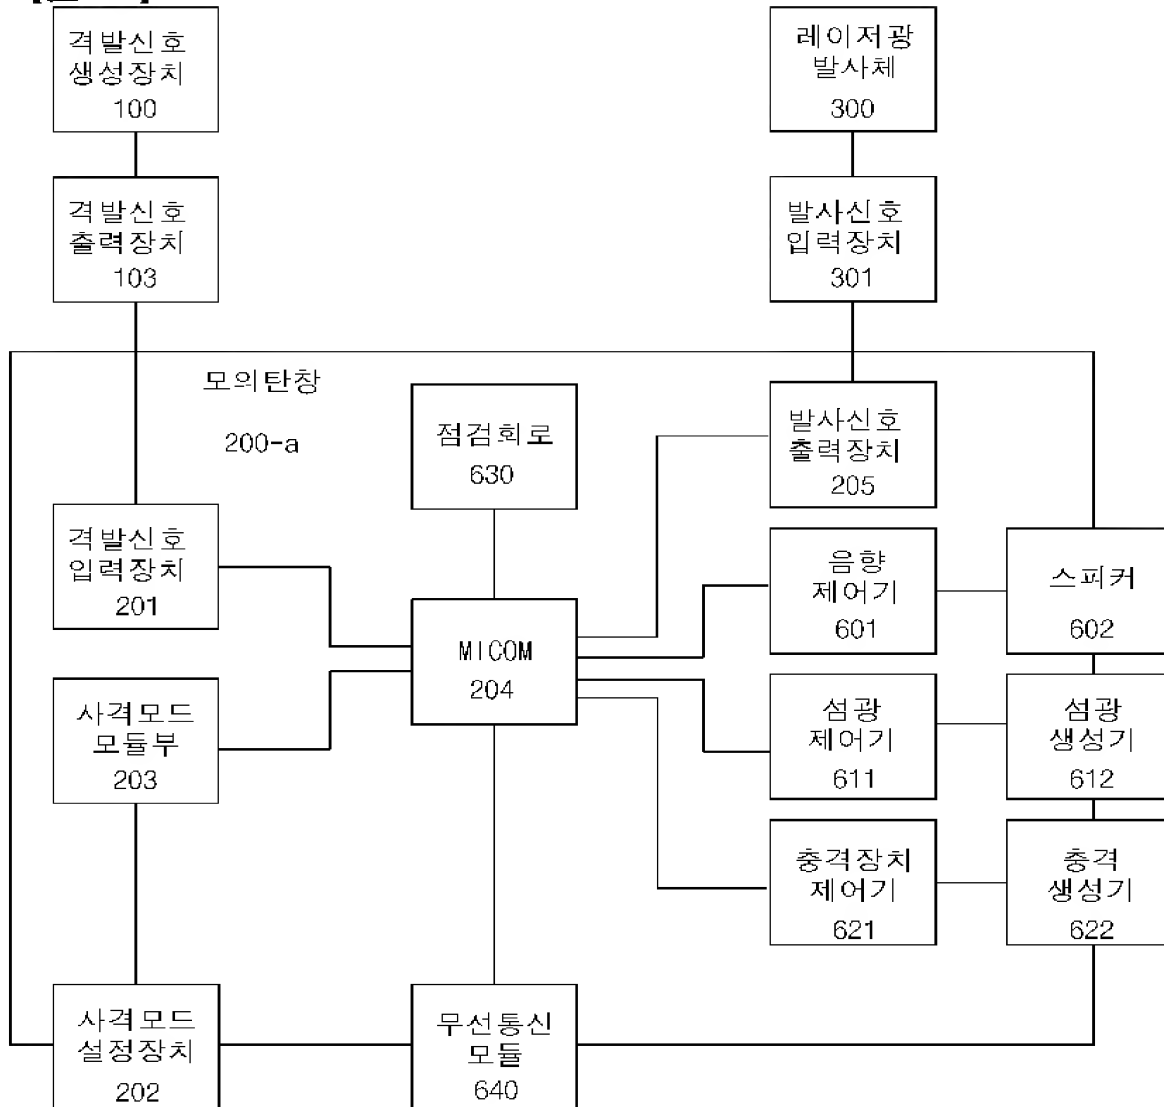 격발신호
생성장치
100
레이저광
발사체
300
격발신호
출력장치
103
발사신호
입력장치
301
모의탄창
200-a
점검회로
630
발사신호
출력장치
205
격발신호
입력장치
201
음향
제어기
601
스피커
602
MICOM
204
사격모드
모듈부
203
섬광
제어기
611
섬광
생성기
612
충격장치
제어기
621
충격
생성기
622
사격모드
설정장치
202
무선통신
모듈
640